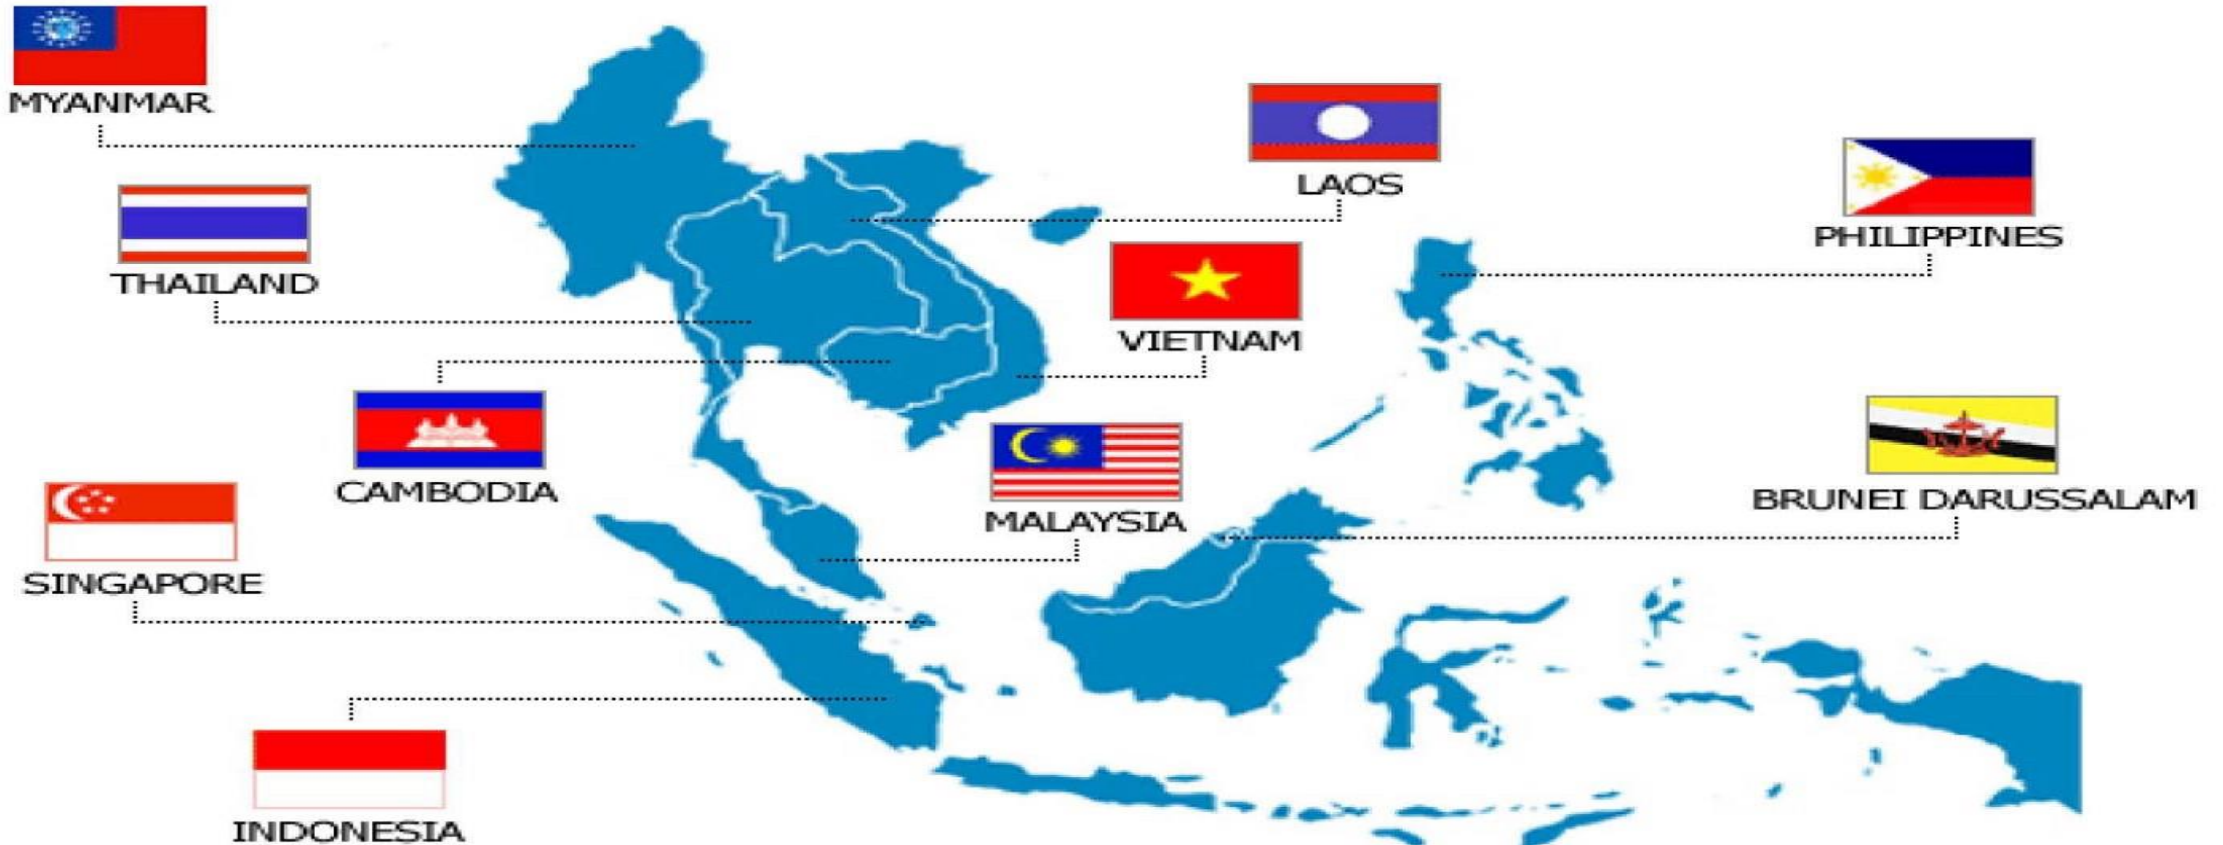 MYANMAR
LAOS
PHILIPPINES
THAILAND
VIETNAM
CAMBODIA
MALAYSIA
BRUNEI DARUSSALAM
SINGAPORE
INDONESIA